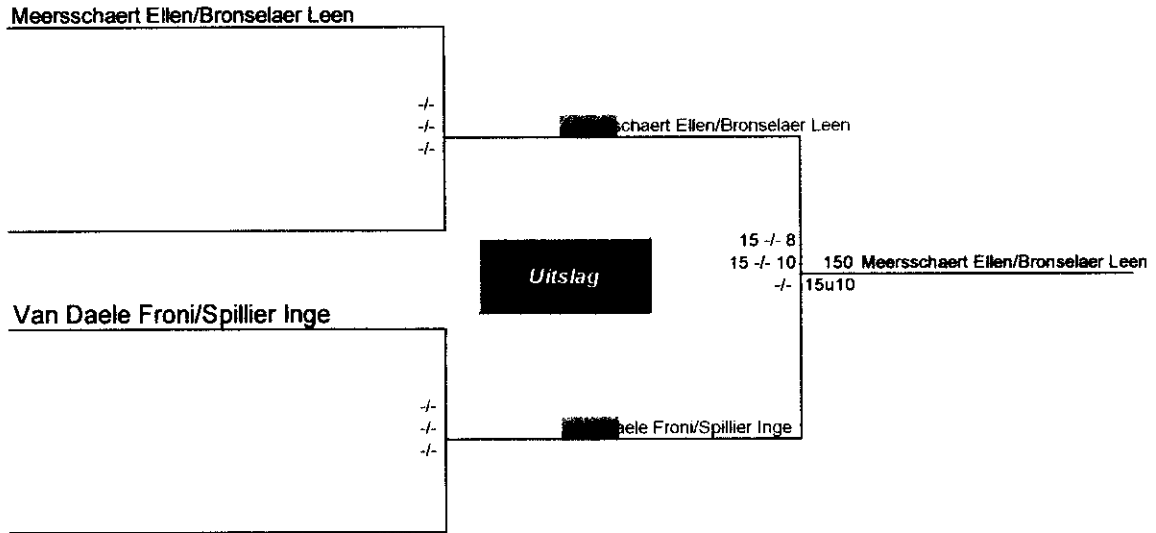 Meersschaert Ellen/Bronselaer Leen
-/-
-/-
-/-
schaert Ellen/Bronselaer Leen
15 -/- 8
15 -/- 10
-/-
150 Meersschaert Ellen/Bronselaer Leen
15u10
Uitslag
Van Daele Froni/Spillier Inge
-/-
-/-
-/-
aele Froni/Spillier Inge